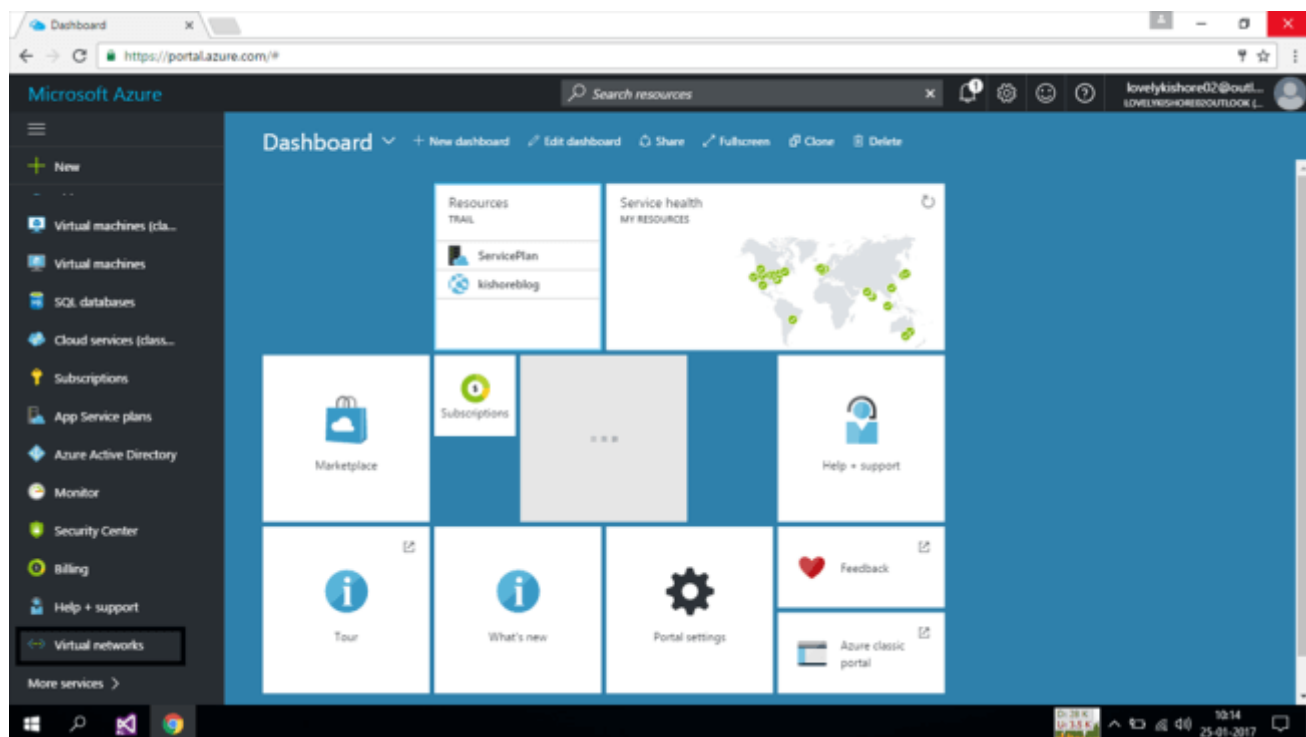 Dashboard
https://portal.azure.com/#
Microsoft Azure
Search resources
lovelykishore02@outl...
LOVELYKISHORE02OUTLOOK (...
New
Virtual machines (cla...
Virtual machines
SQL databases
Cloud services (class...
Subscriptions
App Service plans
Azure Active Directory
Monitor
Security Center
Billing
Help + support
Virtual networks
More services >
Dashboard
+ New dashboard
Edit dashboard
Share
Fullscreen
Clone
Delete
Resources
TRAIL
ServicePlan
kishoreblog
Service health
MY RESOURCES
Marketplace
Subscriptions
Help + support
Tour
What's new
Portal settings
Feedback
Azure classic
portal
10:14
25-01-2017